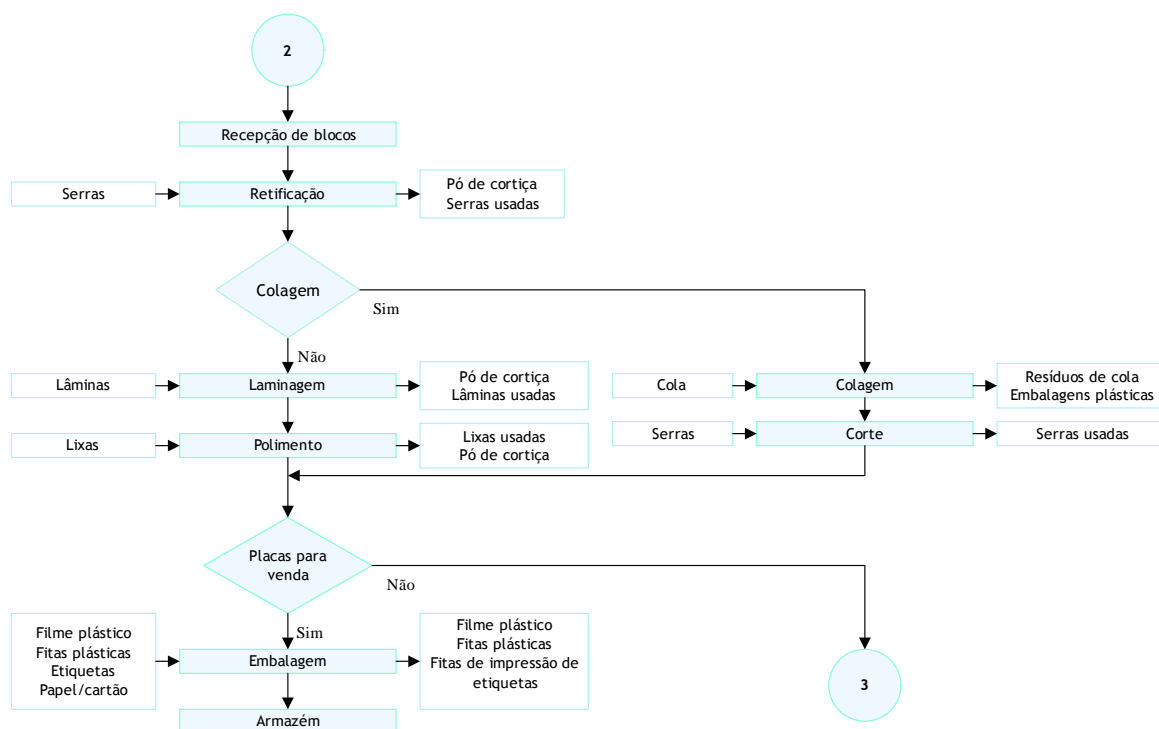 2
Recepção de blocos
Serras
Retificação
Pó de cortiça
Serras usadas
Colagem
Sim
Não
Lâminas
Laminagem
Pó de cortiça
Lâminas usadas
Cola
Colagem
Resíduos de cola
Embalagens plásticas
Lixas
Polimento
Lixas usadas
Pó de cortiça
Serras
Corte
Serras usadas
Placas para
venda
Não
Sim
Filme plástico
Fitas plásticas
Etiquetas
Papel/cartão
Embalagem
Filme plástico
Fitas plásticas
Fitas de impressão de
etiquetas
3
Armazém